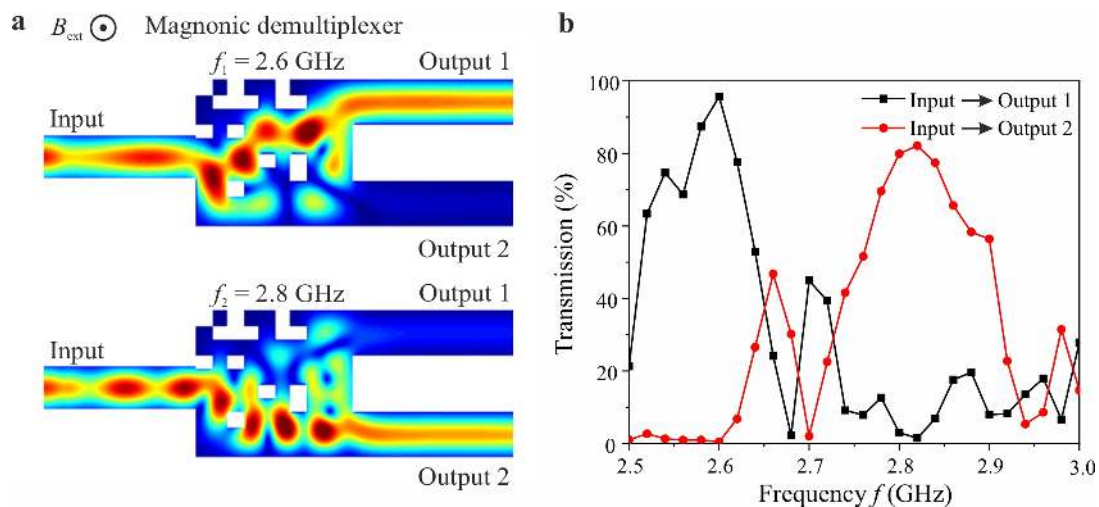 a B_ext ⊙ Magnonic demultiplexer
f₁ = 2.6 GHz Output 1
Input
Output 2
f₂ = 2.8 GHz Output 1
Input
Output 2
b
100
80
60
40
20
0
Transmission (%)
Input → Output 1
Input → Output 2
2.5 2.6 2.7 2.8 2.9 3.0
Frequency f (GHz)